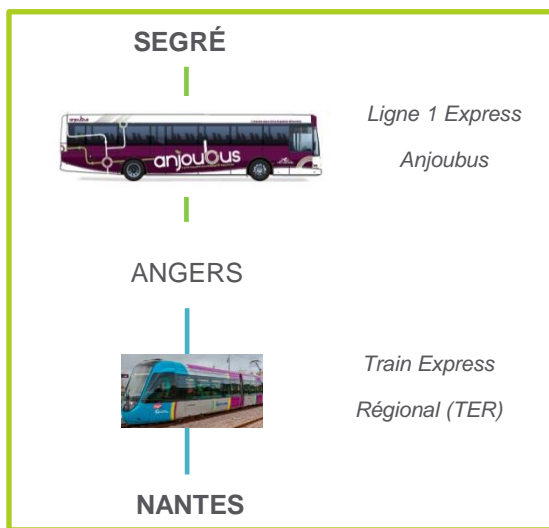 SEGRÉ
Ligne 1 Express
Anjoubus
anjoubus
ANGERS
Train Express
Régional (TER)
NANTES